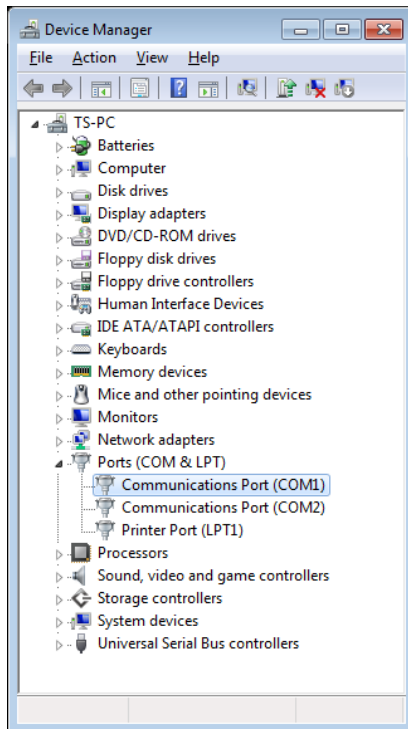 Device Manager
File Action View Help
TS-PC
Batteries
Computer
Disk drives
Display adapters
DVD/CD-ROM drives
Floppy disk drives
Floppy drive controllers
Human Interface Devices
IDE ATA/ATAPI controllers
Keyboards
Memory devices
Mice and other pointing devices
Monitors
Network adapters
Ports (COM & LPT)
Communications Port (COM1)
Communications Port (COM2)
Printer Port (LPT1)
Processors
Sound, video and game controllers
Storage controllers
System devices
Universal Serial Bus controllers